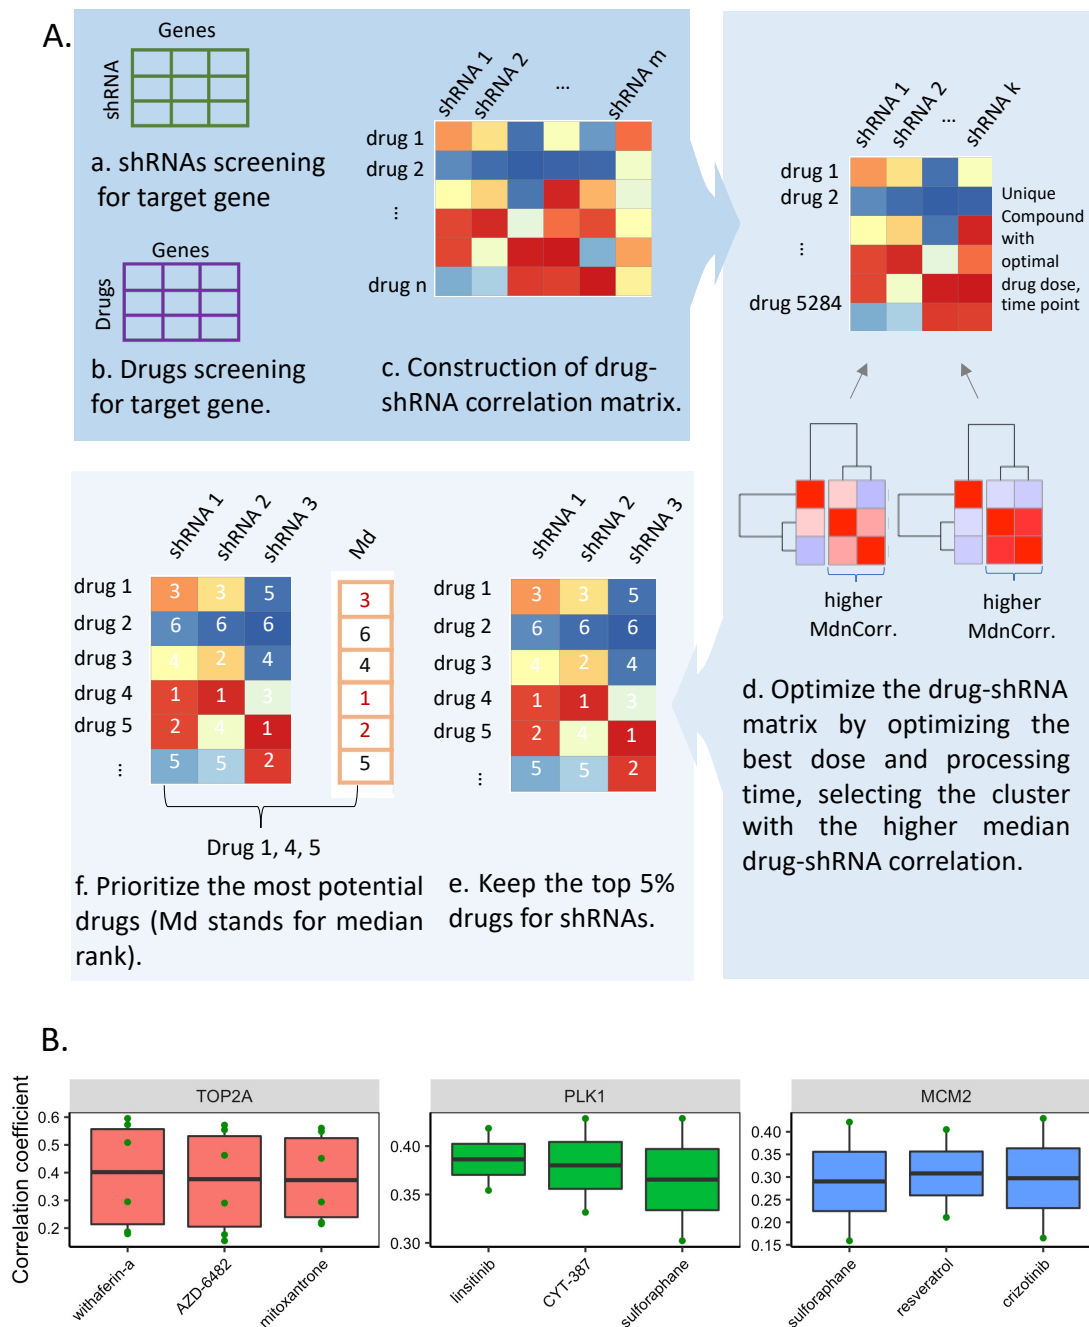 A.
Genes
shRNA
a. shRNAs screening
for target gene
Genes
Drugs
b. Drugs screening
for target gene.
shRNA 1
shRNA 2
...
shRNA m
drug 1
drug 2
...
drug n
c. Construction of drug-
shRNA correlation matrix.
shRNA 1
shRNA 2
...
shRNA k
drug 1
drug 2
...
drug 5284
Unique
Compound
with
optimal
drug dose,
time point
higher
MdnCorr.
higher
MdnCorr.
d. Optimize the drug-shRNA
matrix by optimizing the
best dose and processing
time, selecting the cluster
with the higher median
drug-shRNA correlation.
shRNA 1
shRNA 2
shRNA 3
drug 1
drug 2
drug 3
drug 4
drug 5
...
3 3 5
6 6 6
4 2 4
1 1 3
2 4 1
5 5 2
e. Keep the top 5%
drugs for shRNAs.
shRNA 1
shRNA 2
shRNA 3
Md
drug 1
drug 2
drug 3
drug 4
drug 5
...
3 3 5 3
6 6 6 6
4 2 4 4
1 1 3 1
2 4 1 2
5 5 2 5
Drug 1, 4, 5
f. Prioritize the most potential
drugs (Md stands for median
rank).
B.
Correlation coefficient
TOP2A
0.6
0.5
0.4
0.3
0.2
withaferin-a
AZD-6482
mitoxantrone
PLK1
0.40
0.35
0.30
linsitinib
CYT-387
sulforaphane
MCM2
0.40
0.35
0.30
0.25
0.20
0.15
sulforaphane
resveratrol
crizotinib